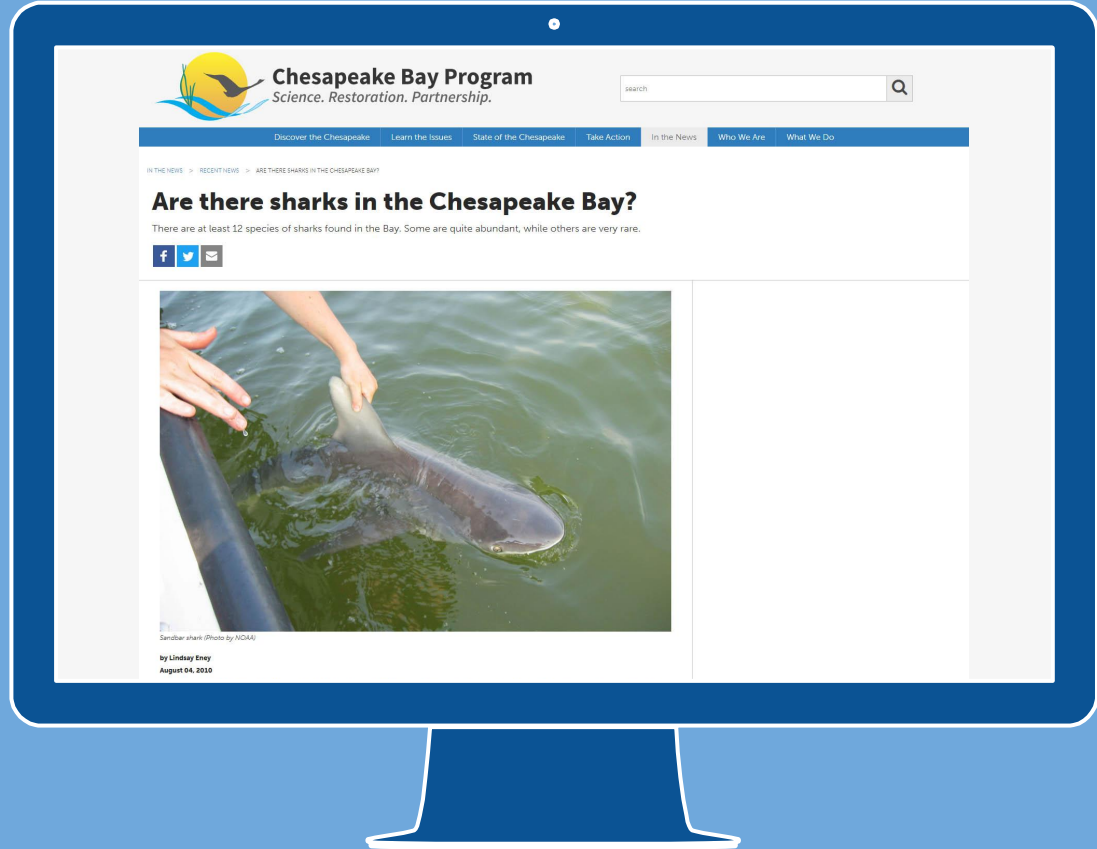 Chesapeake Bay Program
Science. Restoration. Partnership.
search
Discover the Chesapeake Learn the Issues State of the Chesapeake Take Action In the News Who We Are What We Do
IN THE NEWS > RECENT NEWS > ARE THERE SHARKS IN THE CHESAPEAKE BAY?
Are there sharks in the Chesapeake Bay?
There are at least 12 species of sharks found in the Bay. Some are quite abundant, while others are very rare.
f
Sandbar shark (Photo by NOAA)
by Lindsay Eney
August 04, 2010